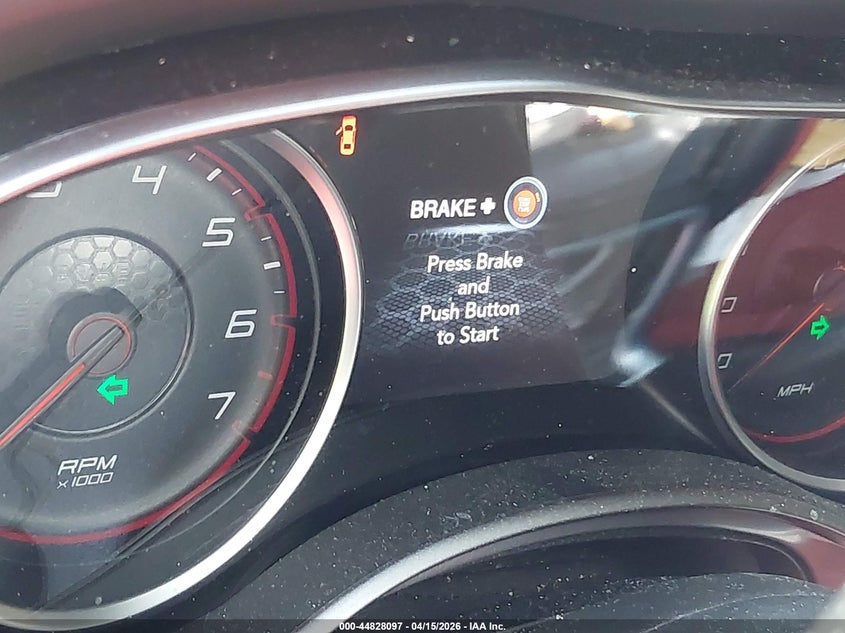 4
5
6
7
RPM
x1000
BRAKE +
Press Brake
and
Push Button
to Start
MPH
000-44828097 - 04/15/2026 - IAA Inc.